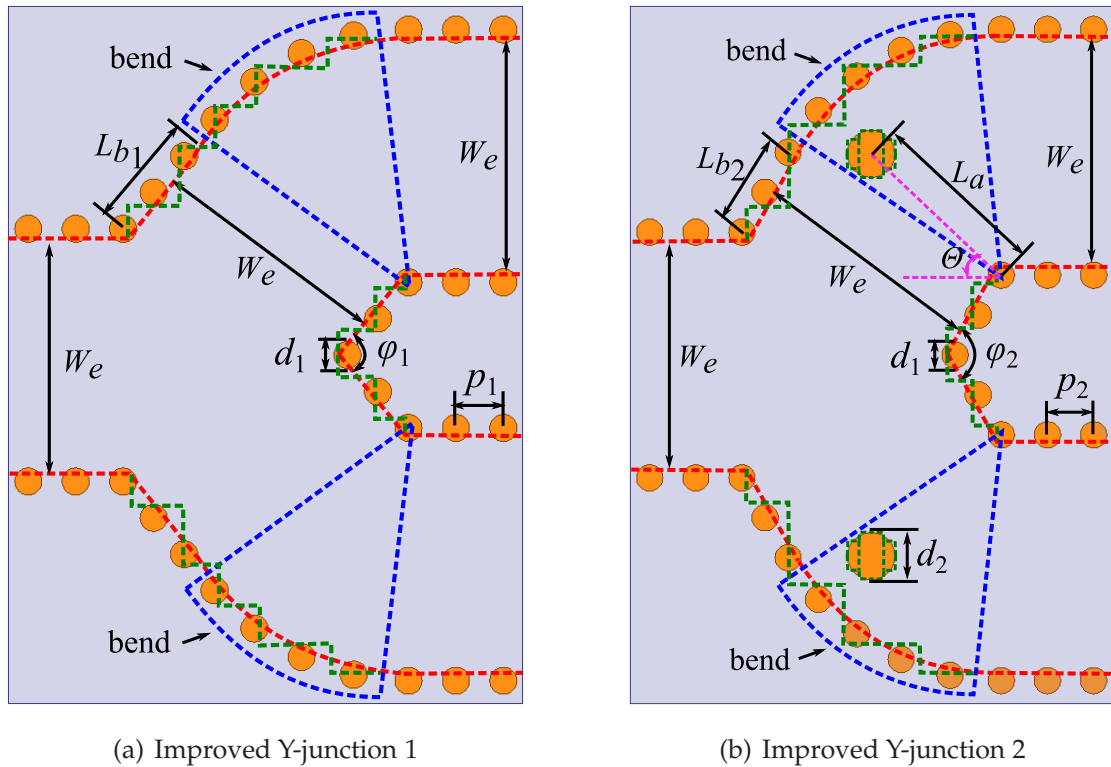 bend
L_b1
W_e
W_e
W_e
d_1
φ_1
p_1
bend
(a) Improved Y-junction 1
bend
L_b2
L_a
W_e
Θ
W_e
W_e
d_1
φ_2
p_2
d_2
bend
(b) Improved Y-junction 2